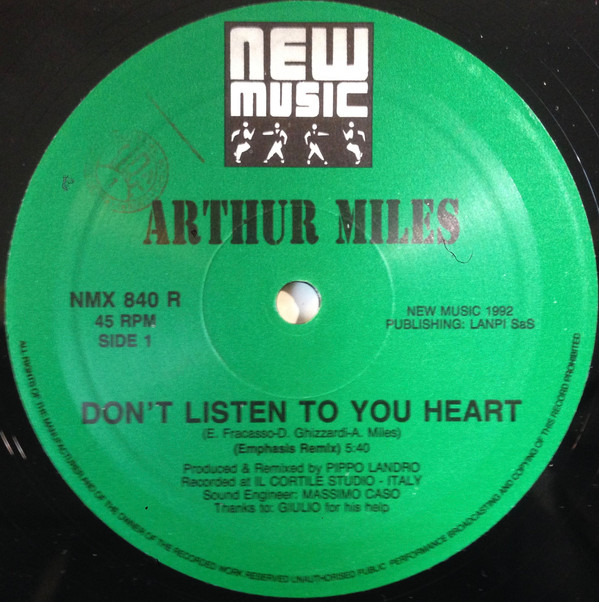 NEW
MUSIC
ARTHUR MILES
NMX 840 R
45 RPM
SIDE 1
NEW MUSIC 1992
PUBLISHING: LANPI SaS
DON'T LISTEN TO YOU HEART
(E. Fracasso-D. Ghizzardi-A. Miles)
(Emphasis Remix) 5:40
Produced & Remixed by PIPPO LANDRO
Recorded at IL CORTILE STUDIO - ITALY
Sound Engineer: MASSIMO CASO
Thanks to: GIULIO for his help
ALL RIGHTS OF THE MANUFACTURER AND OF THE OWNER OF THE RECORDED WORK RESERVED UNAUTHORISED PUBLIC PERFORMANCE BROADCASTING AND COPYING OF THIS RECORD PROHIBITED